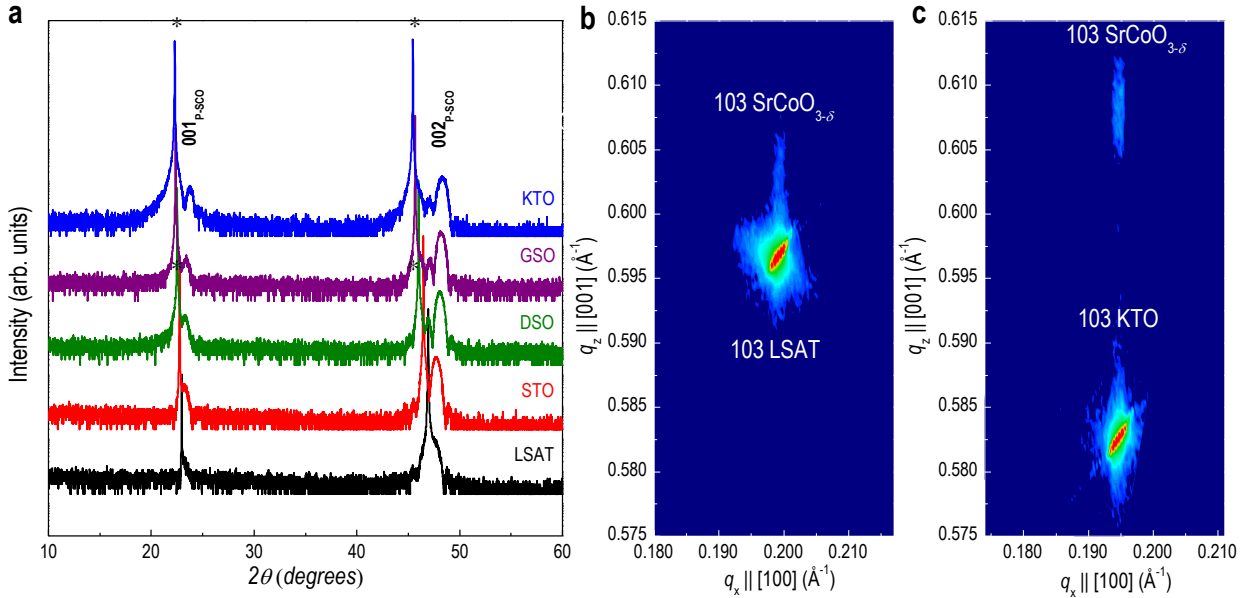 a
*
*
001P-SCO
002P-SCO
KTO
GSO
*
*
DSO
STO
LSAT
Intensity (arb. units)
10
20
30
40
50
60
2θ (degrees)
b
0.615
0.610
0.605
0.600
0.595
0.590
0.585
0.580
0.575
qz || [001] (Å-1)
103 SrCoO3-δ
103 LSAT
0.180
0.190
0.200
0.210
qx || [100] (Å-1)
c
0.615
0.610
0.605
0.600
0.595
0.590
0.585
0.580
0.575
qz || [001] (Å-1)
103 SrCoO3-δ
103 KTO
0.180
0.190
0.200
0.210
qx || [100] (Å-1)